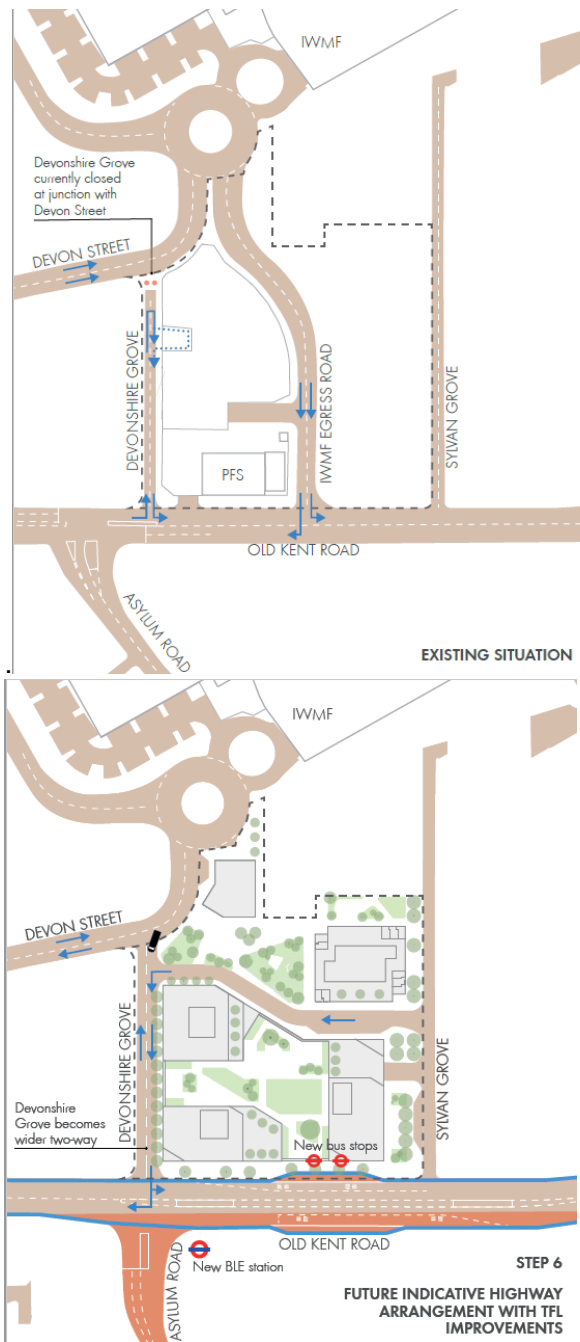 IWMF
Devonshire Grove
currently closed
at junction with
Devon Street
DEVON STREET
DEVONSHIRE GROVE
IWMF EGRESS ROAD
SYLVAN GROVE
PFS
OLD KENT ROAD
ASYLUM ROAD
EXISTING SITUATION
IWMF
DEVON STREET
DEVONSHIRE GROVE
SYLVAN GROVE
Devonshire
Grove becomes
wider two-way
New bus stops
OLD KENT ROAD
ASYLUM ROAD
New BLE station
STEP 6
FUTURE INDICATIVE HIGHWAY
ARRANGEMENT WITH TFL
IMPROVEMENTS